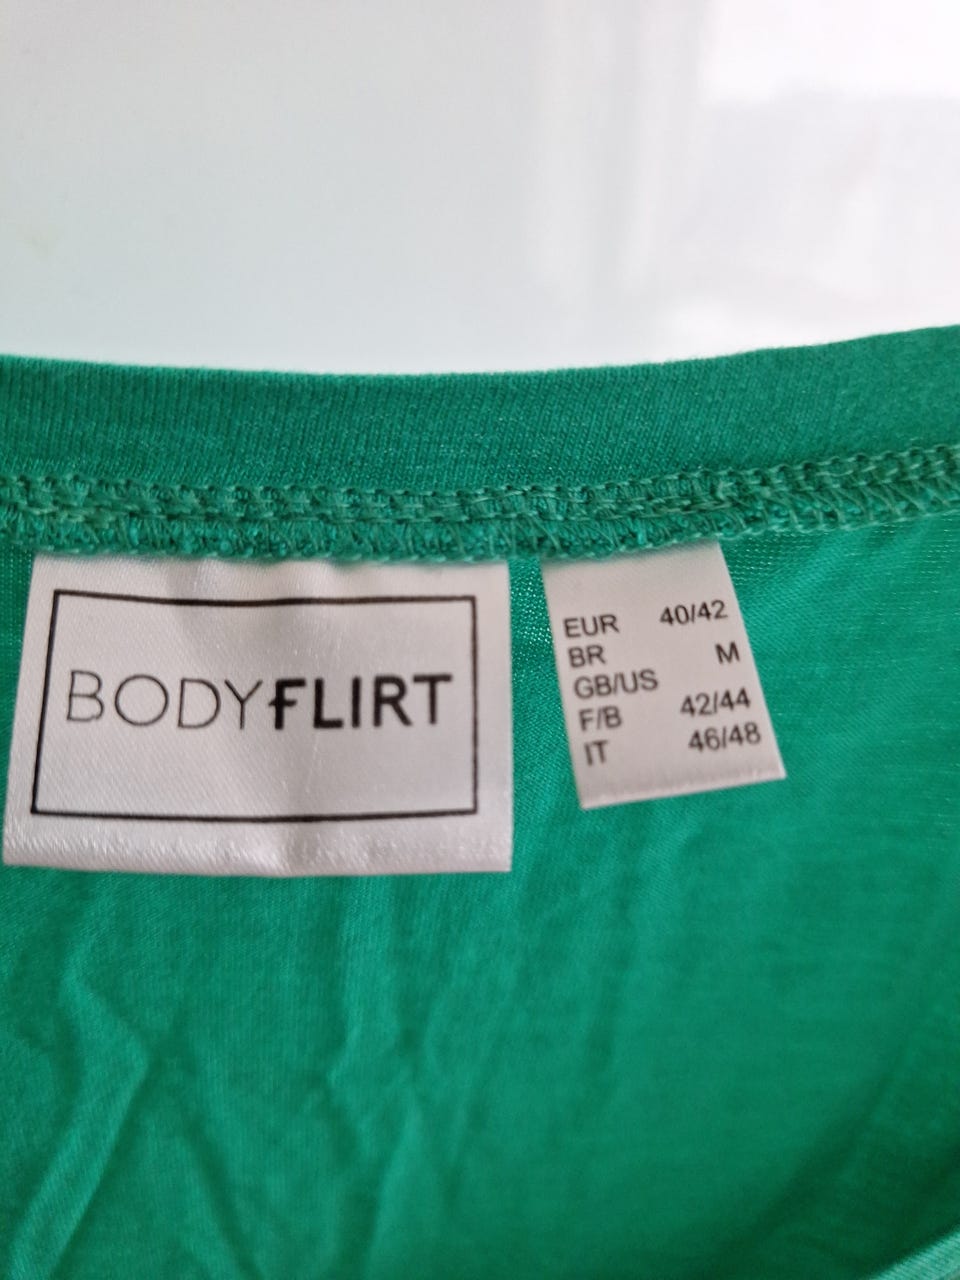 BODYFLIRT
EUR 40/42
BR M
GB/US
F/B 42/44
IT 46/48